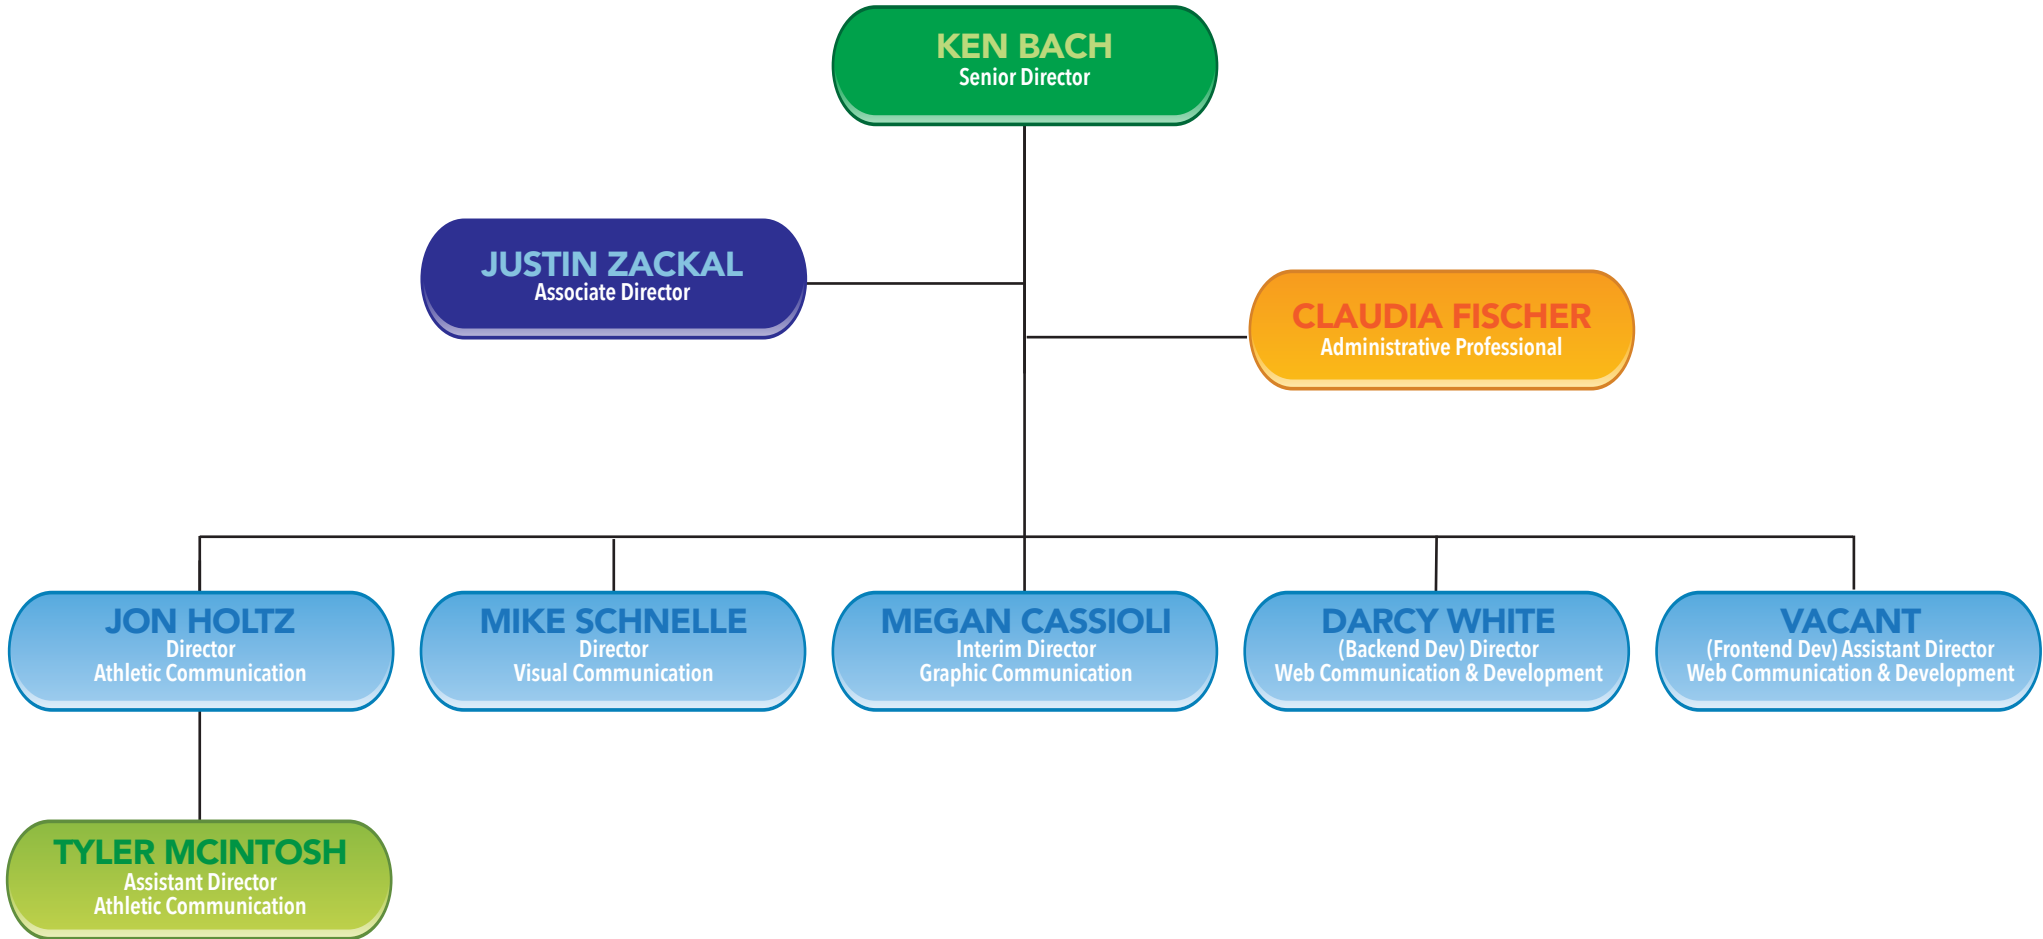 KEN BACH
Senior Director
JUSTIN ZACKAL
Associate Director
CLAUDIA FISCHER
Administrative Professional
JON HOLTZ
Director
Athletic Communication
MIKE SCHNELLE
Director
Visual Communication
MEGAN CASSIOLI
Interim Director
Graphic Communication
DARCY WHITE
(Backend Dev) Director
Web Communication & Development
VACANT
(Frontend Dev) Assistant Director
Web Communication & Development
TYLER MCINTOSH
Assistant Director
Athletic Communication